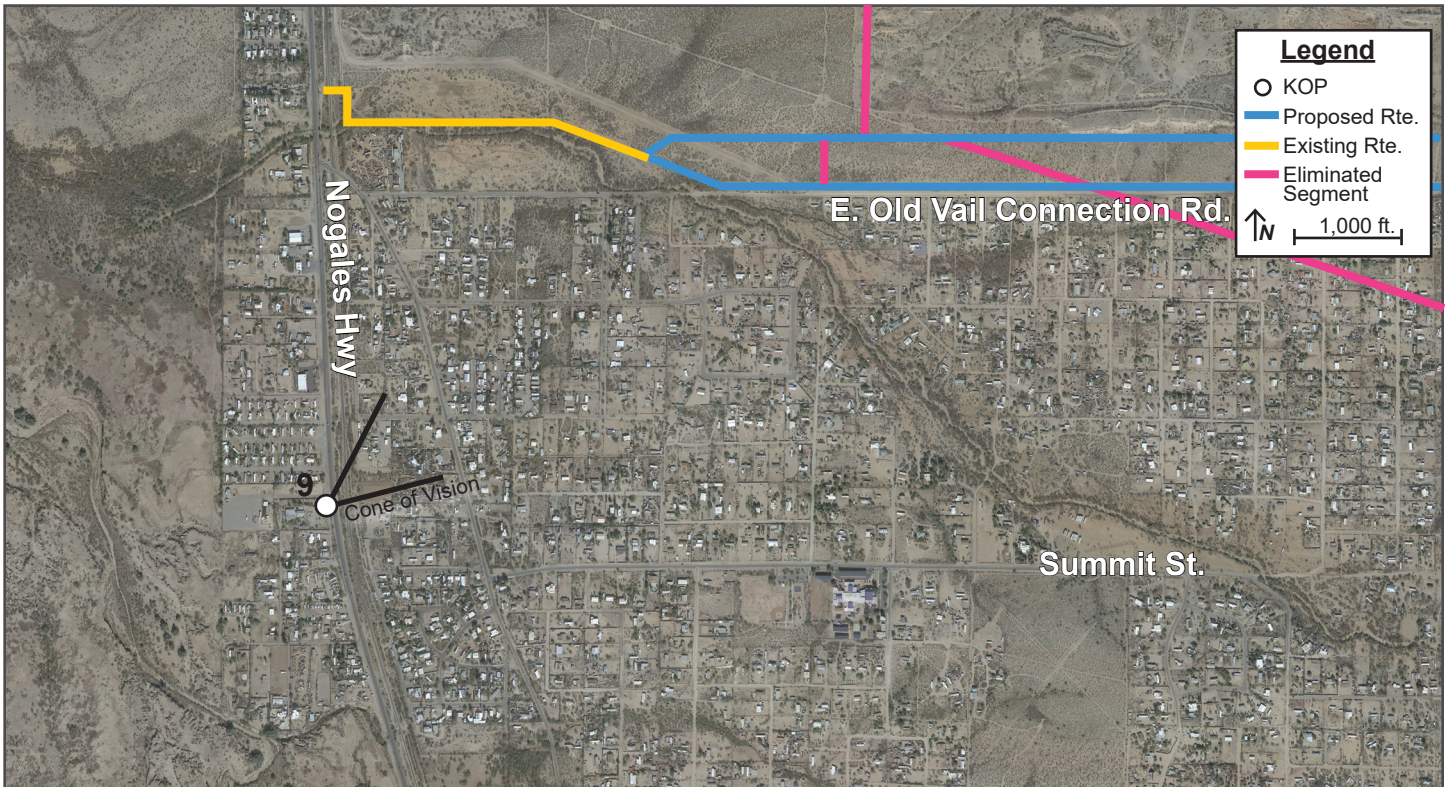 Legend
KOP
Proposed Rte.
Existing Rte.
Eliminated
Segment
N
1,000 ft.
Nogales Hwy
E. Old Vail Connection Rd.
9
Cone of Vision
Summit St.